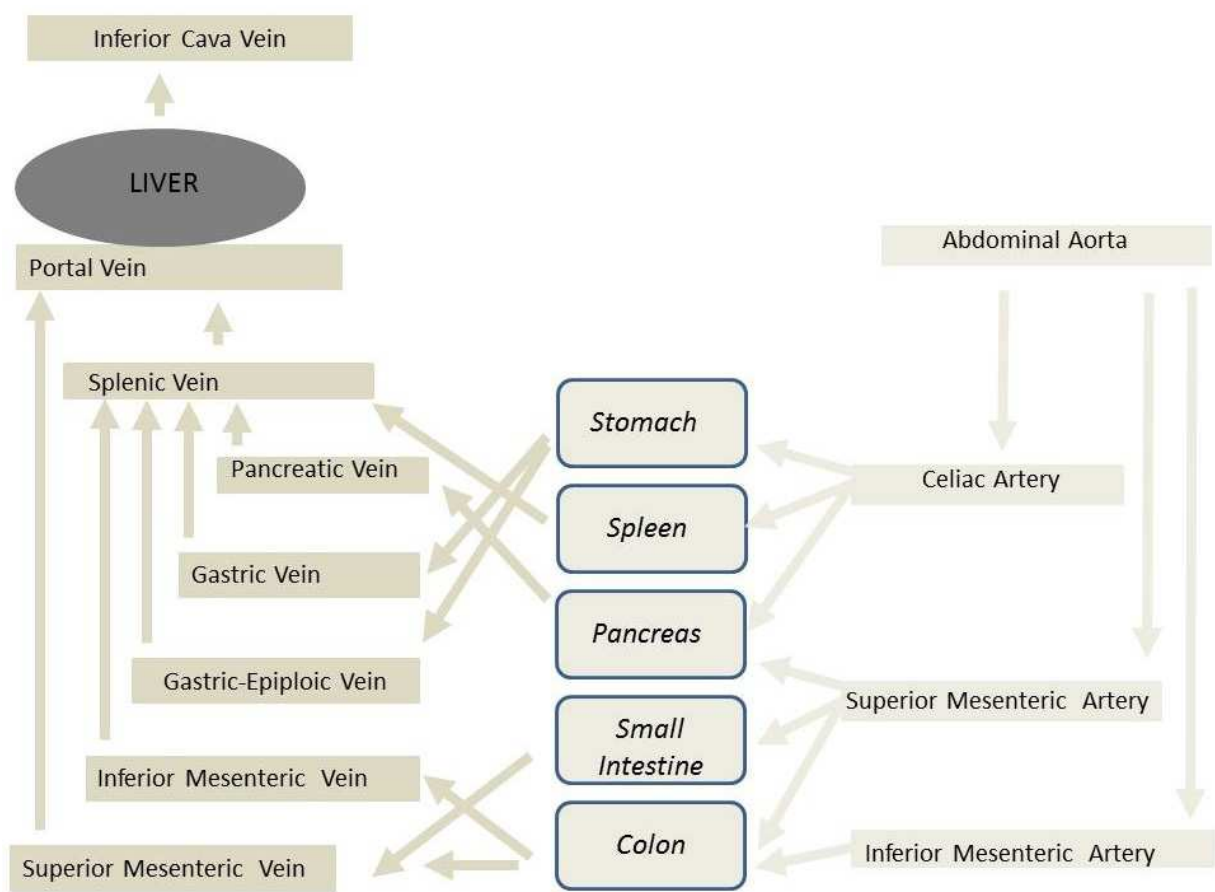 Inferior Cava Vein
LIVER
Portal Vein
Abdominal Aorta
Splenic Vein
Stomach
Pancreatic Vein
Celiac Artery
Spleen
Gastric Vein
Pancreas
Gastric-Epiploic Vein
Superior Mesenteric Artery
Small
Intestine
Inferior Mesenteric Vein
Colon
Inferior Mesenteric Artery
Superior Mesenteric Vein